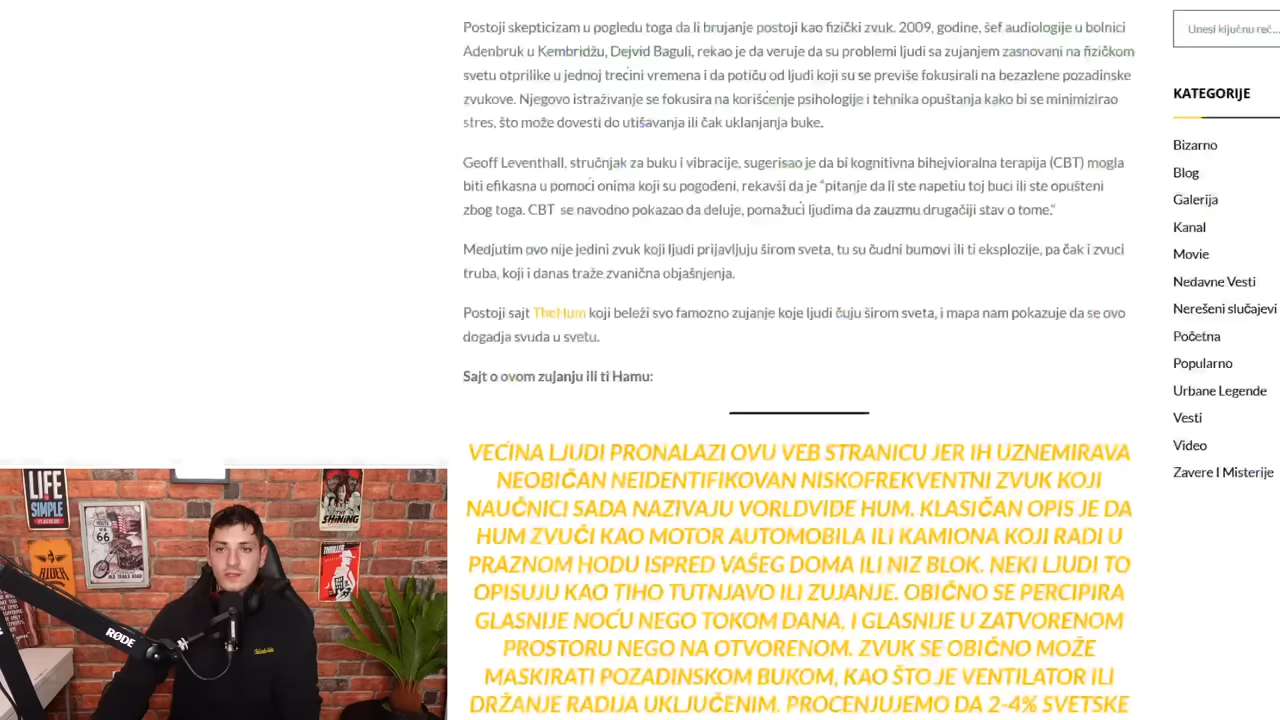 Postoji skepticizam u pogledu toga da li brujanje postoji kao fizički zvuk. 2009, godine, šef audiologije u bolnici
Adenbruk u Kembridžu, Dejvid Baguli, rekao je da veruje da su problemi ljudi sa zujanjem zasnovani na fizičkom
svetu otprilike u jednoj trećini vremena i da potiču od ljudi koji su se previše fokusirali na bezazlene pozadinske
zvukove. Njegovo istraživanje se fokusira na korišćenje psihologije i tehnika opuštanja kako bi se minimizirao
stres, što može dovesti do utišavanja ili čak uklanjanja buke.
Geoff Leventhall, stručnjak za buku i vibracije, sugerisao je da bi kognitivna bihejvioralna terapija (CBT) mogla
biti efikasna u pomoći onima koji su pogođeni, rekavši da je “pitanje da li ste napetiu toj buci ili ste opušteni
zbog toga. CBT se navodno pokazao da deluje, pomažući ljudima da zauzmu drugačiji stav o tome.“
Medjutim ovo nije jedini zvuk koji ljudi prijavljuju širom sveta, tu su čudni bumovi ili ti eksplozije, pa čak i zvuci
truba, koji i danas traže zvanična objašnjenja.
Postoji sajt TheHum koji beleži svo famozno zujanje koje ljudi čuju širom sveta, i mapa nam pokazuje da se ovo
dogadja svuda u svetu.
Sajt o ovom zujanju ili ti Hamu:
VEĆINA LJUDI PRONALAZI OVU VEB STRANICU JER IH UZNEMIRAVA
NEOBIČAN NEIDENTIFIKOVAN NISKOFREKVENTNI ZVUK KOJI
NAUČNICI SADA NAZIVAJU VORLDVIDE HUM. KLASIČAN OPIS JE DA
HUM ZVUČI KAO MOTOR AUTOMOBILA ILI KAMIONA KOJI RADI U
PRAZNOM HODU ISPRED VAŠEG DOMA ILI NIZ BLOK. NEKI LJUDI TO
OPISUJU KAO TIHO TUTNJAVO ILI ZUJANJE. OBIČNO SE PERCIPIRA
GLASNIJE NOĆU NEGO TOKOM DANA, I GLASNIJE U ZATVORENOM
PROSTORU NEGO NA OTVORENOM. ZVUK SE OBIČNO MOŽE
MASKIRATI POZADINSKOM BUKOM, KAO ŠTO JE VENTILATOR ILI
DRŽANJE RADIJA UKLJUČENIM. PROCENJUJEMO DA 2-4% SVETSKE
Unesi ključnu reč...
KATEGORIJE
Bizarno
Blog
Galerija
Kanal
Movie
Nedavne Vesti
Nerešeni slučajevi
Početna
Popularno
Urbane Legende
Vesti
Video
Zavere I Misterije
LIFE
IS
SIMPLE
ROUTE
US
66
THE
SHINING
RIDER
THRILLER
RØDE